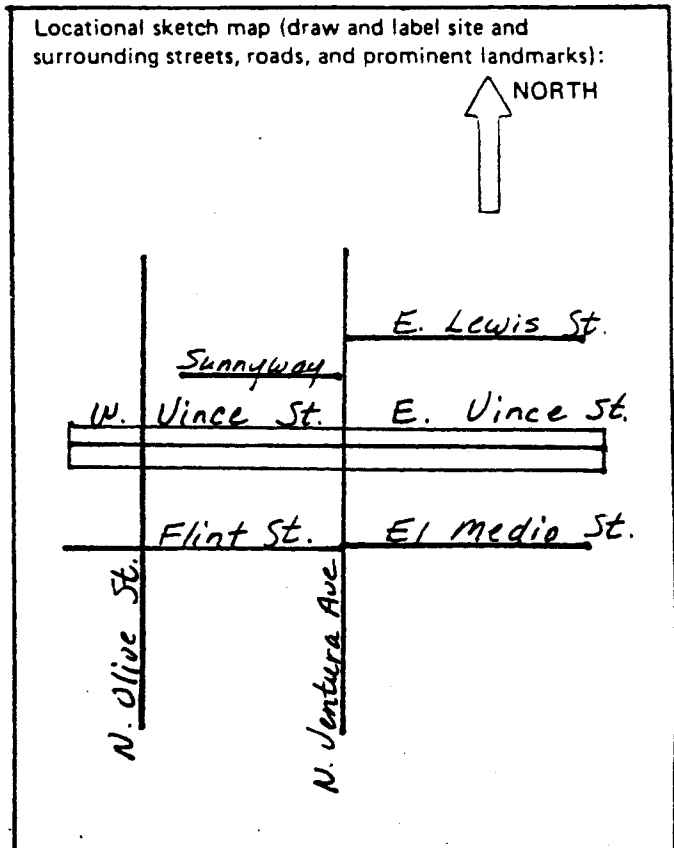 Locational sketch map (draw and label site and
surrounding streets, roads, and prominent landmarks):
NORTH
E. Lewis St.
Sunnyway
W. Vince St.
E. Vince St.
Flint St.
El Medio St.
N. Olive St.
N. Ventura Ave